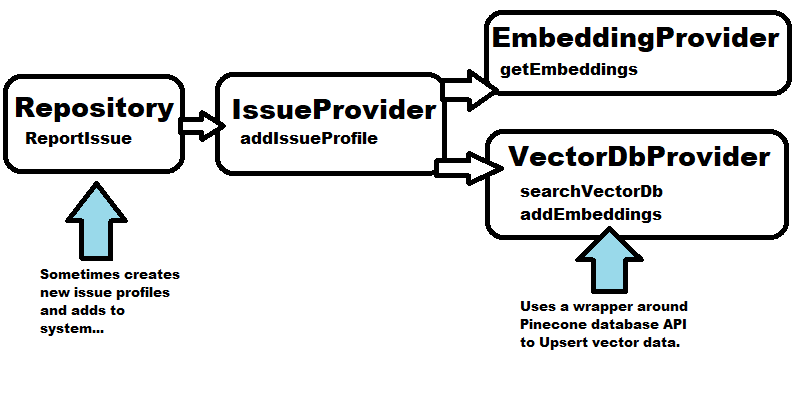 Repository
ReportIssue
IssueProvider
addIssueProfile
EmbeddingProvider
getEmbeddings
VectorDbProvider
searchVectorDb
addEmbeddings
Sometimes creates
new issue profiles
and adds to
system...
Uses a wrapper around
Pinecone database API
to Upsert vector data.